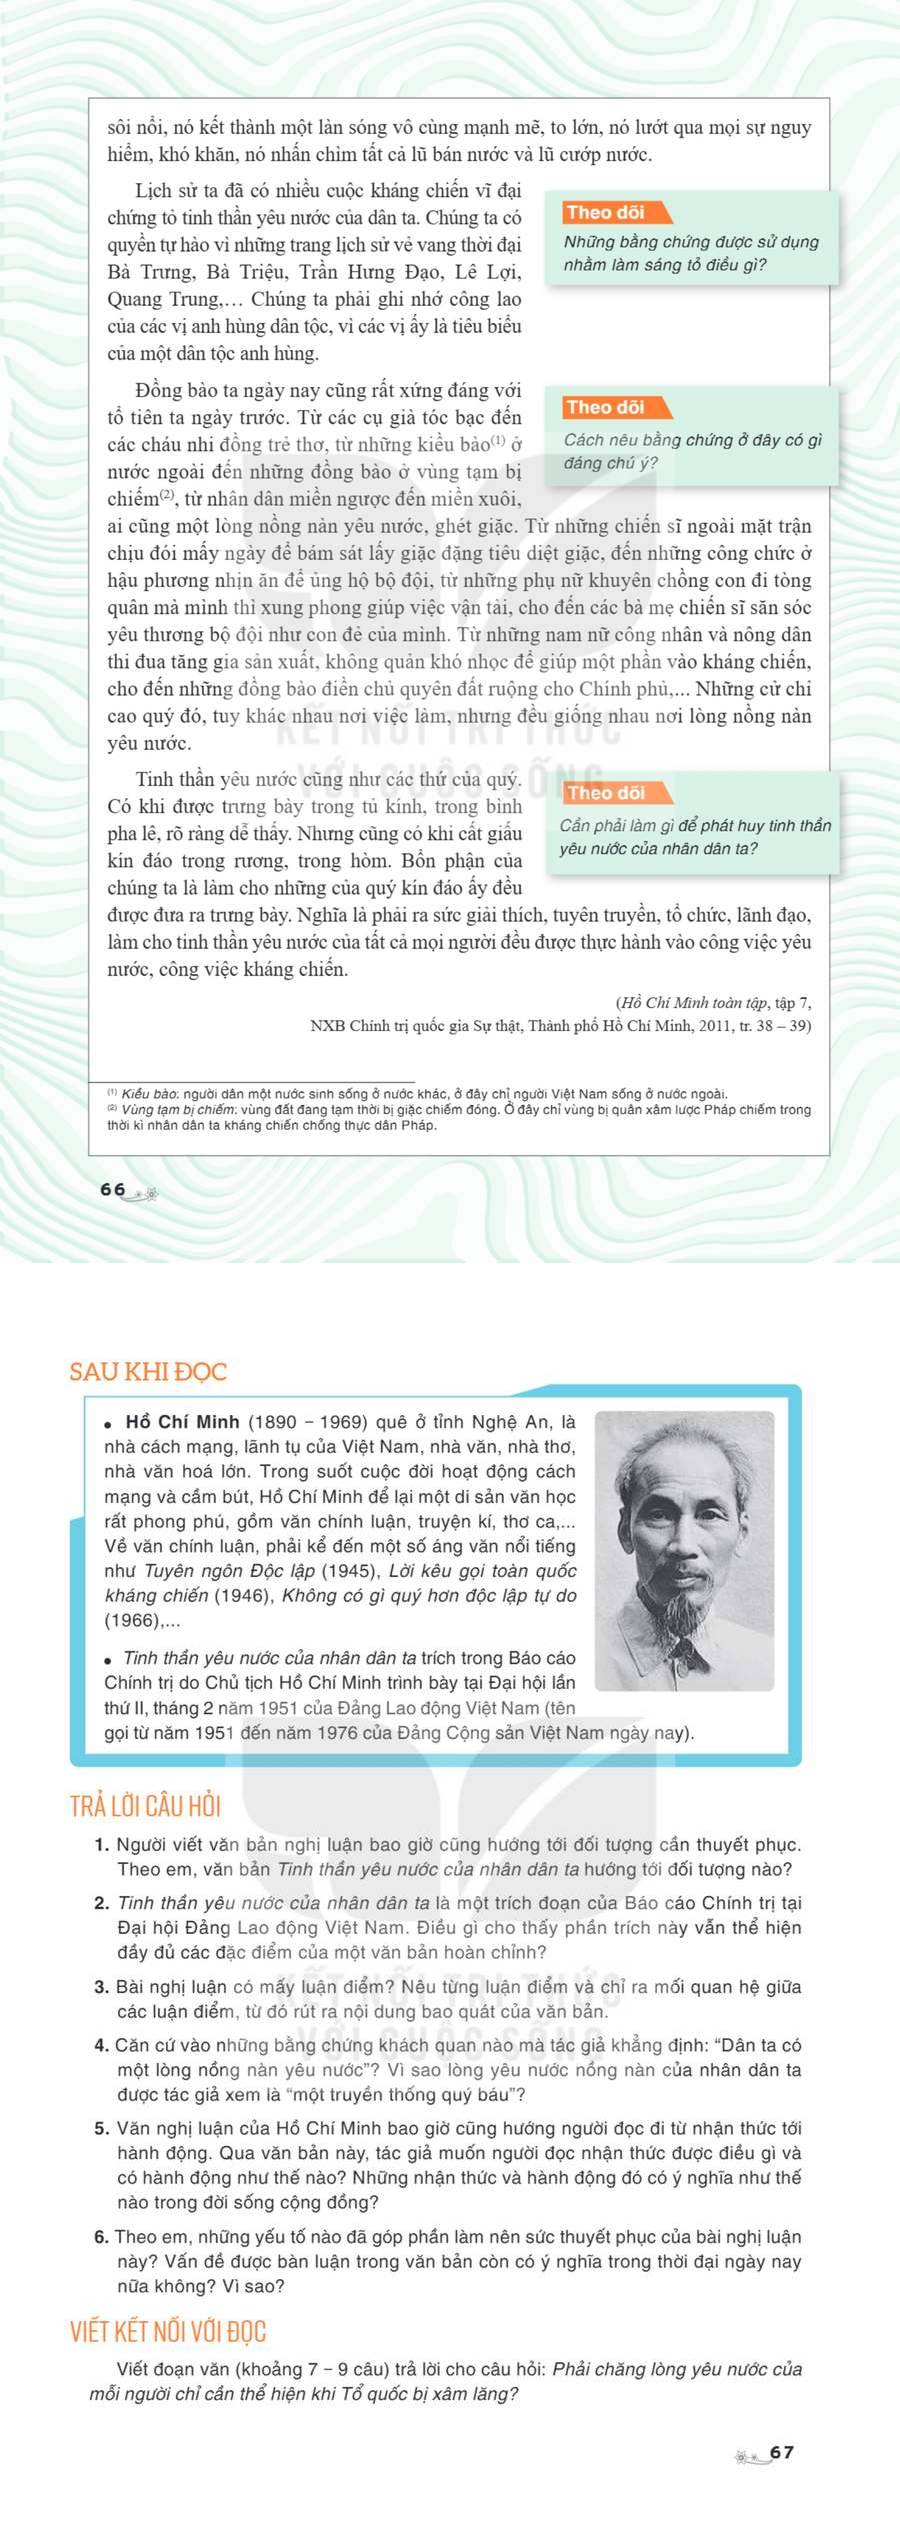 sôi nổi, nó kết thành một làn sóng vô cùng mạnh mẽ, to lớn, nó lướt qua mọi sự nguy
hiểm, khó khăn, nó nhấn chìm tất cả lũ bán nước và lũ cướp nước.
Lịch sử ta đã có nhiều cuộc kháng chiến vĩ đại
chứng tỏ tinh thần yêu nước của dân ta. Chúng ta có
quyền tự hào vì những trang lịch sử vẻ vang thời đại
Bà Trưng, Bà Triệu, Trần Hưng Đạo, Lê Lợi,
Quang Trung,... Chúng ta phải ghi nhớ công lao
của các vị anh hùng dân tộc, vì các vị ấy là tiêu biểu
của một dân tộc anh hùng.
Theo dõi
Những bằng chứng được sử dụng
nhằm làm sáng tỏ điều gì?
Đồng bào ta ngày nay cũng rất xứng đáng với
tổ tiên ta ngày trước. Từ các cụ già tóc bạc đến
các cháu nhi đồng trẻ thơ, từ những kiều bào(1) ở
nước ngoài đến những đồng bào ở vùng tạm bị
chiếm(2), từ nhân dân miền ngược đến miền xuôi,
Theo dõi
Cách nêu bằng chứng ở đây có gì
đáng chú ý?
ai cũng một lòng nồng nàn yêu nước, ghét giặc. Từ những chiến sĩ ngoài mặt trận
chịu đói mấy ngày để bám sát lấy giặc đặng tiêu diệt giặc, đến những công chức ở
hậu phương nhịn ăn để ủng hộ bộ đội, từ những phụ nữ khuyên chồng con đi tòng
quân mà mình thì xung phong giúp việc vận tải, cho đến các bà mẹ chiến sĩ săn sóc
yêu thương bộ đội như con đẻ của mình. Từ những nam nữ công nhân và nông dân
thi đua tăng gia sản xuất, không quản khó nhọc để giúp một phần vào kháng chiến,
cho đến những đồng bào điền chủ quyên đất ruộng cho Chính phủ,... Những cử chỉ
cao quý đó, tuy khác nhau nơi việc làm, nhưng đều giống nhau nơi lòng nồng nàn
yêu nước.
KẾT NỐI TRI THỨC
VỚI CUỘC SỐNG
Tinh thần yêu nước cũng như các thứ của quý.
Có khi được trưng bày trong tủ kính, trong bình
pha lê, rõ ràng dễ thấy. Nhưng cũng có khi cất giấu
kín đáo trong rương, trong hòm. Bổn phận của
chúng ta là làm cho những của quý kín đáo ấy đều
Theo dõi
Cần phải làm gì để phát huy tinh thần
yêu nước của nhân dân ta?
được đưa ra trưng bày. Nghĩa là phải ra sức giải thích, tuyên truyền, tổ chức, lãnh đạo,
làm cho tinh thần yêu nước của tất cả mọi người đều được thực hành vào công việc yêu
nước, công việc kháng chiến.
(Hồ Chí Minh toàn tập, tập 7,
NXB Chính trị quốc gia Sự thật, Thành phố Hồ Chí Minh, 2011, tr. 38 – 39)
(1) Kiều bào: người dân một nước sinh sống ở nước khác, ở đây chỉ người Việt Nam sống ở nước ngoài.
(2) Vùng tạm bị chiếm: vùng đất đang tạm thời bị giặc chiếm đóng. Ở đây chỉ vùng bị quân xâm lược Pháp chiếm trong
thời kì nhân dân ta kháng chiến chống thực dân Pháp.
66
SAU KHI ĐỌC
• Hồ Chí Minh (1890 – 1969) quê ở tỉnh Nghệ An, là
nhà cách mạng, lãnh tụ của Việt Nam, nhà văn, nhà thơ,
nhà văn hoá lớn. Trong suốt cuộc đời hoạt động cách
mạng và cầm bút, Hồ Chí Minh để lại một di sản văn học
rất phong phú, gồm văn chính luận, truyện kí, thơ ca,...
Về văn chính luận, phải kể đến một số áng văn nổi tiếng
như Tuyên ngôn Độc lập (1945), Lời kêu gọi toàn quốc
kháng chiến (1946), Không có gì quý hơn độc lập tự do
(1966),...
• Tinh thần yêu nước của nhân dân ta trích trong Báo cáo
Chính trị do Chủ tịch Hồ Chí Minh trình bày tại Đại hội lần
thứ II, tháng 2 năm 1951 của Đảng Lao động Việt Nam (tên
gọi từ năm 1951 đến năm 1976 của Đảng Cộng sản Việt Nam ngày nay).
TRẢ LỜI CÂU HỎI
1. Người viết văn bản nghị luận bao giờ cũng hướng tới đối tượng cần thuyết phục.
Theo em, văn bản Tinh thần yêu nước của nhân dân ta hướng tới đối tượng nào?
2. Tinh thần yêu nước của nhân dân ta là một trích đoạn của Báo cáo Chính trị tại
Đại hội Đảng Lao động Việt Nam. Điều gì cho thấy phần trích này vẫn thể hiện
đầy đủ các đặc điểm của một văn bản hoàn chỉnh?
KẾT NỐI TRI THỨC
VỚI CUỘC SỐNG
3. Bài nghị luận có mấy luận điểm? Nêu từng luận điểm và chỉ ra mối quan hệ giữa
các luận điểm, từ đó rút ra nội dung bao quát của văn bản.
4. Căn cứ vào những bằng chứng khách quan nào mà tác giả khẳng định: “Dân ta có
một lòng nồng nàn yêu nước”? Vì sao lòng yêu nước nồng nàn của nhân dân ta
được tác giả xem là “một truyền thống quý báu”?
5. Văn nghị luận của Hồ Chí Minh bao giờ cũng hướng người đọc đi từ nhận thức tới
hành động. Qua văn bản này, tác giả muốn người đọc nhận thức được điều gì và
có hành động như thế nào? Những nhận thức và hành động đó có ý nghĩa như thế
nào trong đời sống cộng đồng?
6. Theo em, những yếu tố nào đã góp phần làm nên sức thuyết phục của bài nghị luận
này? Vấn đề được bàn luận trong văn bản còn có ý nghĩa trong thời đại ngày nay
nữa không? Vì sao?
VIẾT KẾT NỐI VỚI ĐỌC
Viết đoạn văn (khoảng 7 – 9 câu) trả lời cho câu hỏi: Phải chăng lòng yêu nước của
mỗi người chỉ cần thể hiện khi Tổ quốc bị xâm lăng?
67